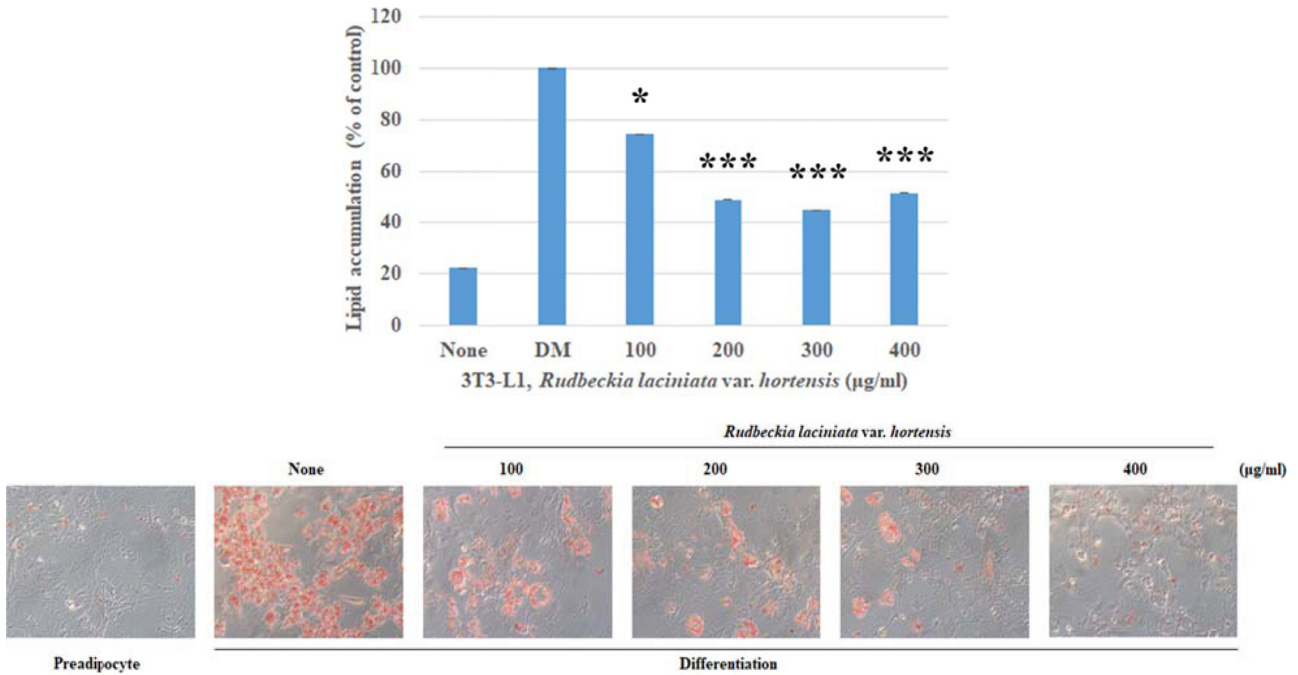 120
100
80
60
40
20
0
Lipid accumulation (% of control)
*
***
***
***
None DM 100 200 300 400
3T3-L1, Rudbeckia laciniata var. hortensis (µg/ml)
Rudbeckia laciniata var. hortensis
None 100 200 300 400 (µg/ml)
Preadipocyte Differentiation